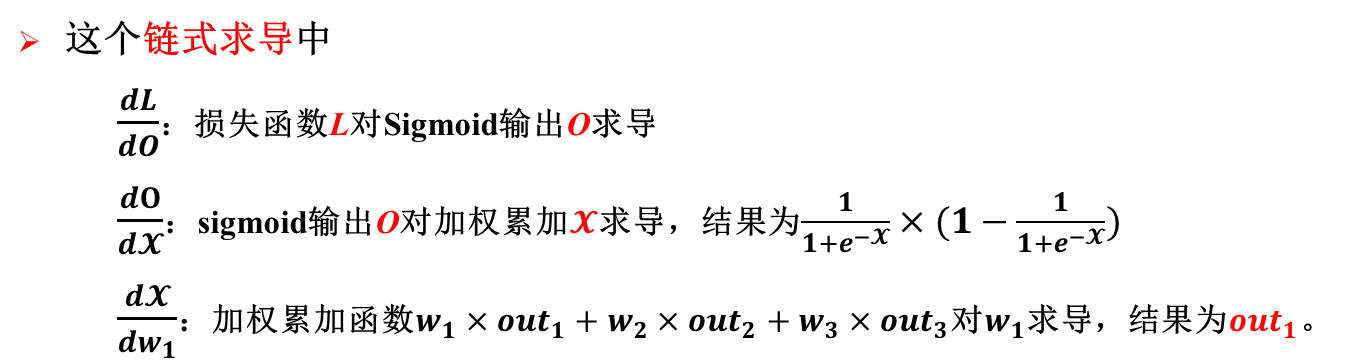 ➢ 这个链式求导中
dL/dO：损失函数L对Sigmoid输出O求导
dO/dX：sigmoid输出O对加权累加X求导，结果为1/(1+e^{-X}) × (1 − 1/(1+e^{-X}))
dX/dw₁：加权累加函数w₁ × out₁ + w₂ × out₂ + w₃ × out₃对w₁求导，结果为out₁。